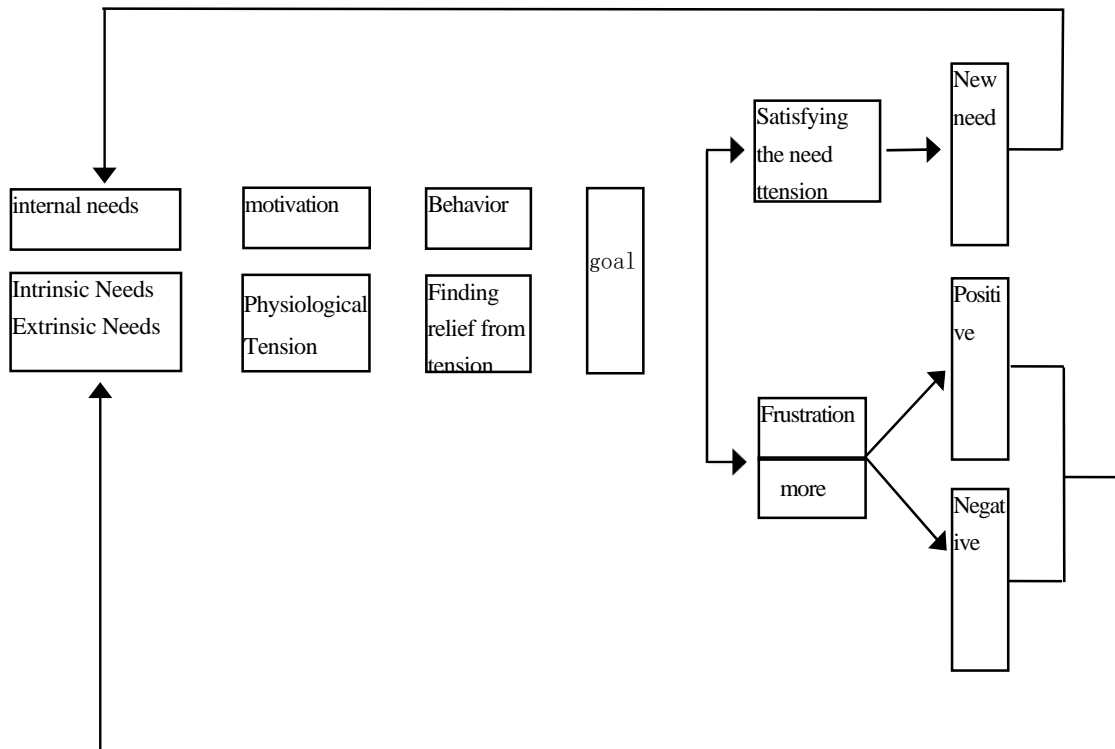 internal needs
Intrinsic Needs
Extrinsic Needs
motivation
Physiological
Tension
Behavior
Finding
relief from
tension
goal
Satisfying
the need
ttension
New
need
Frustration
more
Positi
ve
Negat
ive